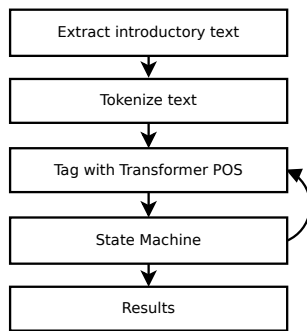 Extract introductory text
Tokenize text
Tag with Transformer POS
State Machine
Results